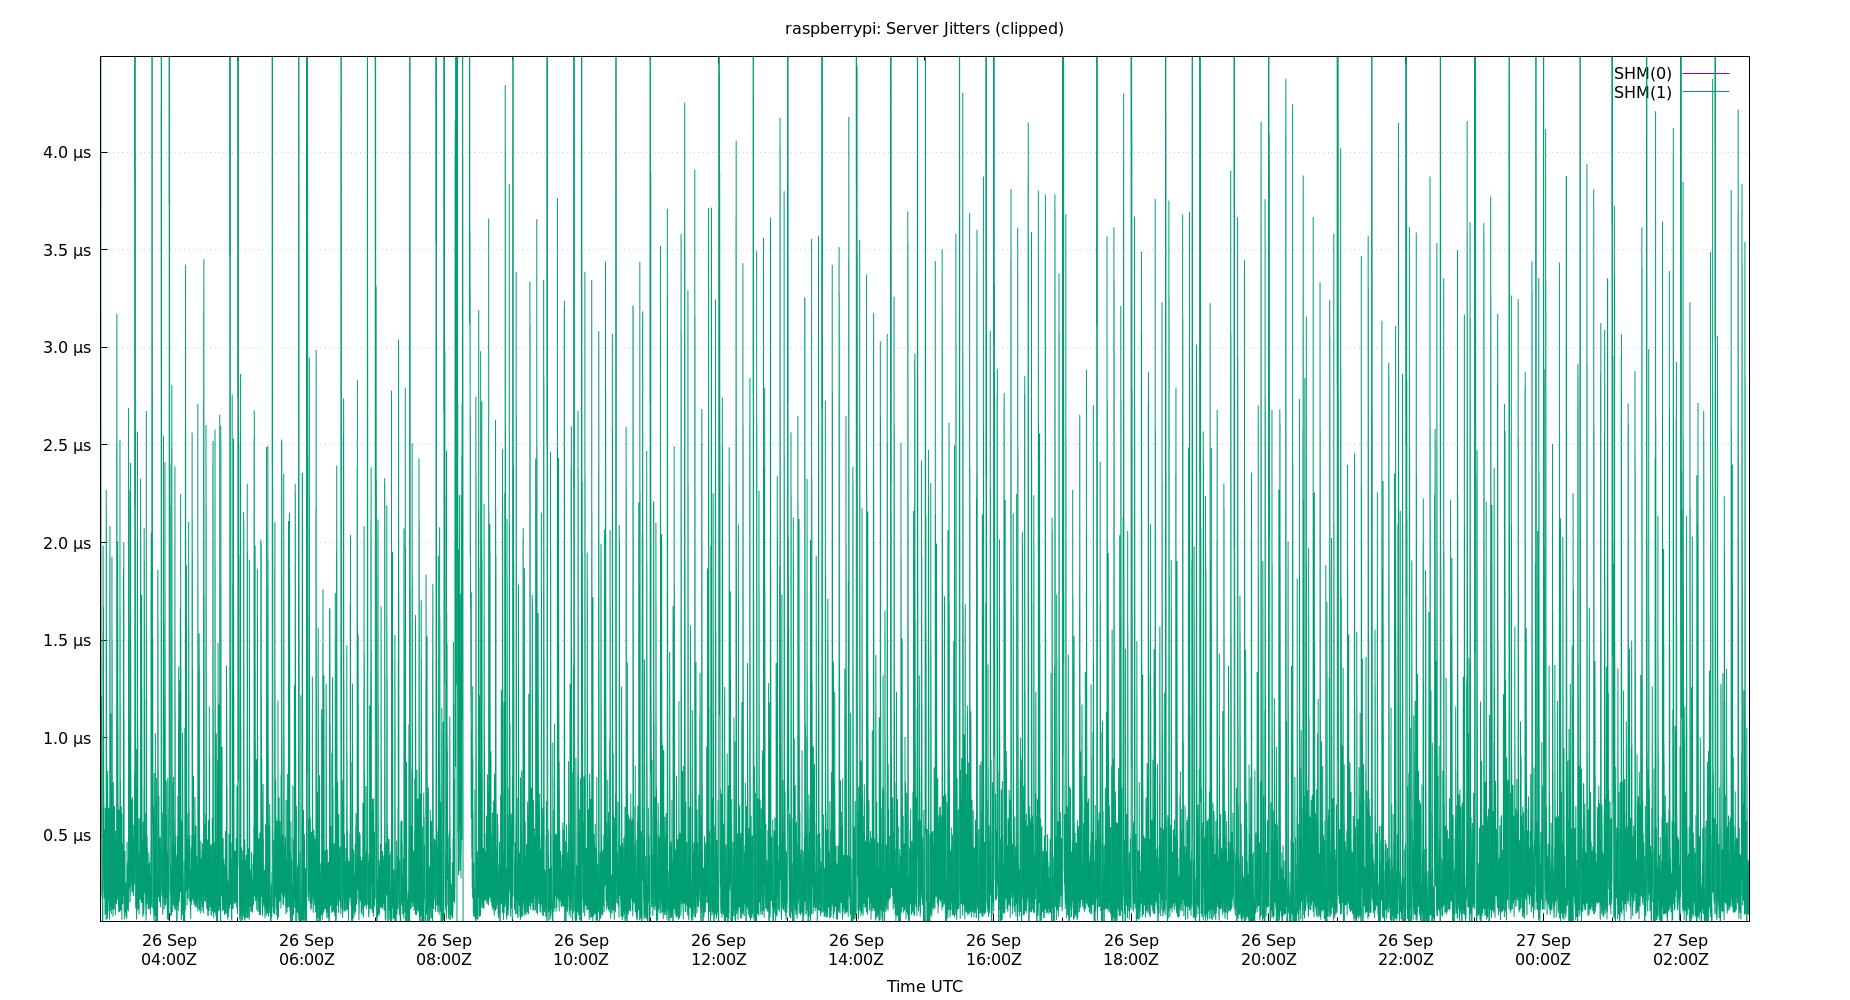 raspberrypi: Server Jitters (clipped)
SHM(0)
SHM(1)
4.0 µs
3.5 µs
3.0 µs
2.5 µs
2.0 µs
1.5 µs
1.0 µs
0.5 µs
26 Sep 26 Sep 26 Sep 26 Sep 26 Sep 26 Sep 26 Sep 26 Sep 26 Sep 26 Sep 27 Sep 27 Sep
04:00Z 06:00Z 08:00Z 10:00Z 12:00Z 14:00Z 16:00Z 18:00Z 20:00Z 22:00Z 00:00Z 02:00Z
Time UTC